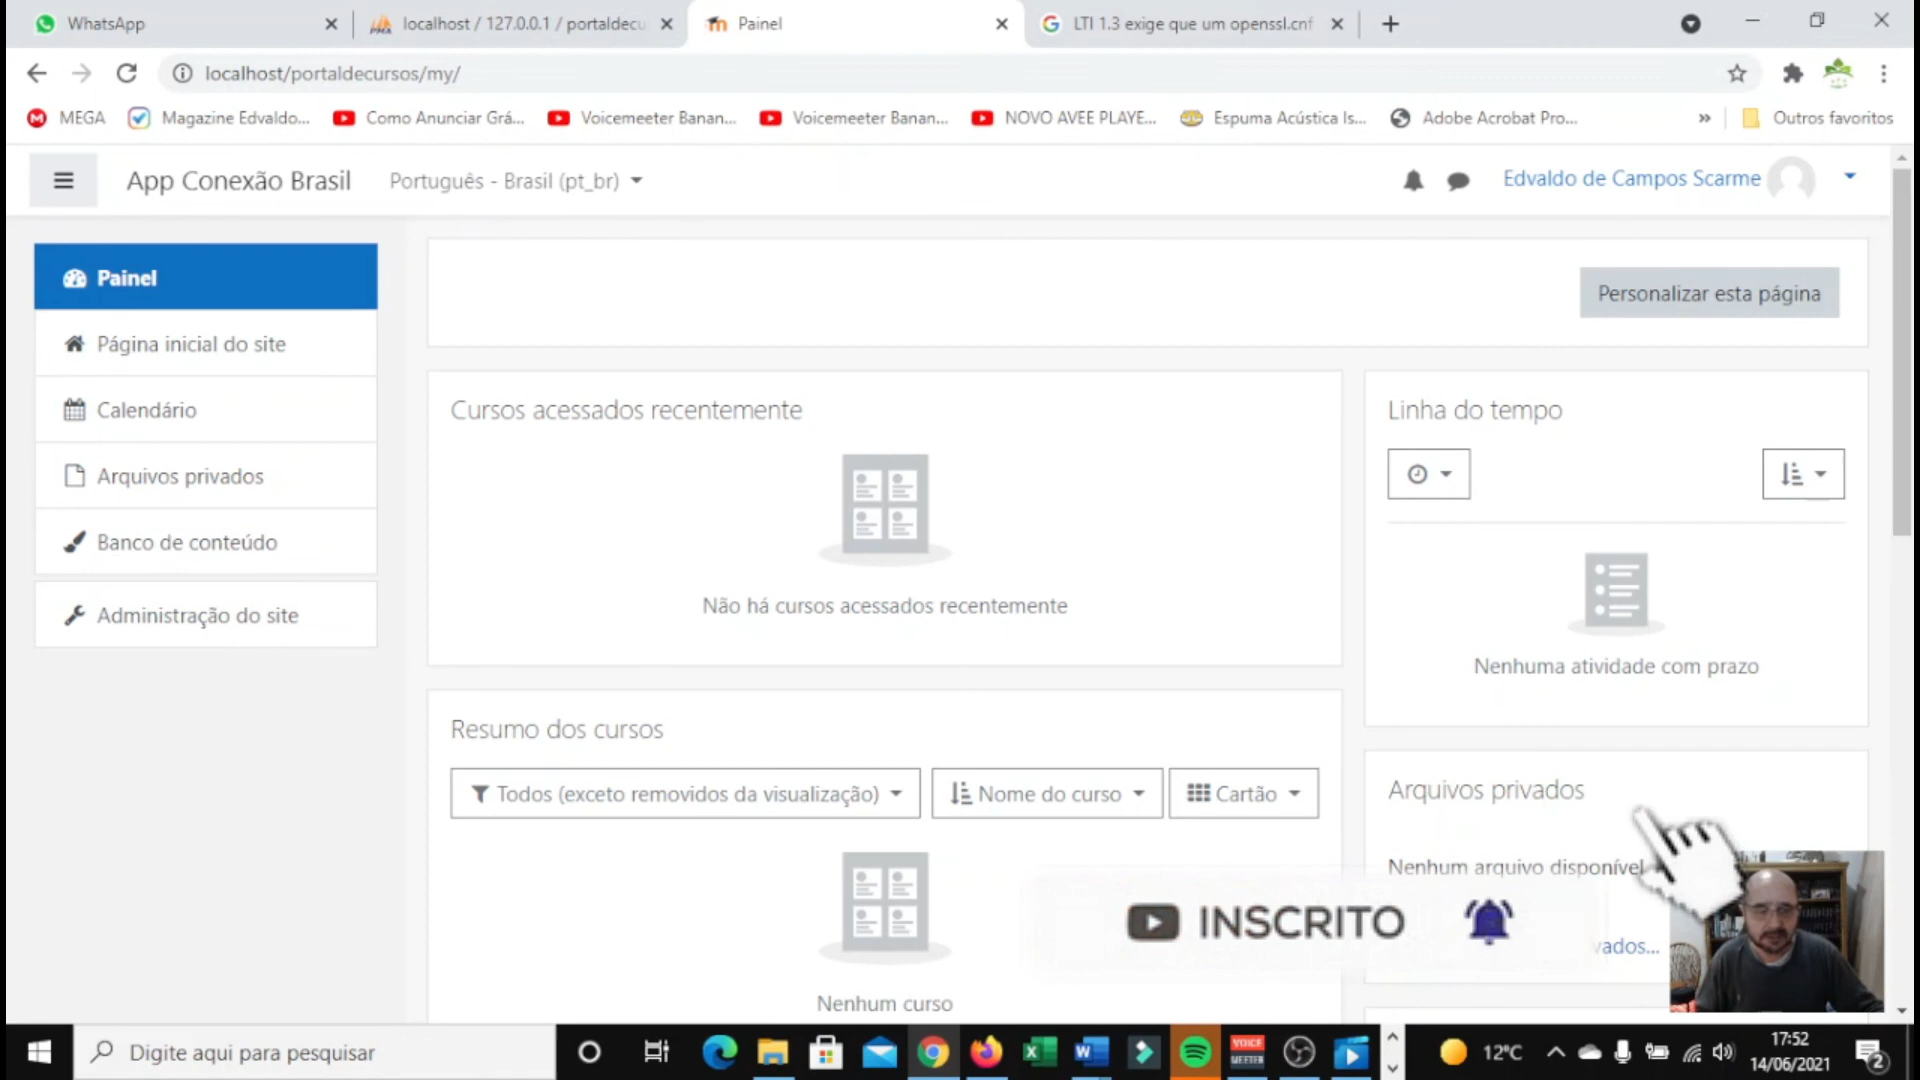 WhatsApp
localhost / 127.0.0.1 / portaldecu
Painel
LTI 1.3 exige que um openssl.cnf
localhost/portaldecursos/my/
MEGA
Magazine Edvaldo...
Como Anunciar Grá...
Voicemeeter Banan...
Voicemeeter Banan...
NOVO AVEE PLAYE...
Espuma Acústica Is...
Adobe Acrobat Pro...
Outros favoritos
App Conexão Brasil
Português - Brasil (pt_br)
Edvaldo de Campos Scarme
Painel
Página inicial do site
Calendário
Arquivos privados
Banco de conteúdo
Administração do site
Personalizar esta página
Cursos acessados recentemente
Não há cursos acessados recentemente
Linha do tempo
Nenhuma atividade com prazo
Resumo dos cursos
Todos (exceto removidos da visualização)
Nome do curso
Cartão
Nenhum curso
Arquivos privados
Nenhum arquivo disponível
vados...
INSCRITO
Digite aqui para pesquisar
VOICE
MEETER
12°C
17:52
14/06/2021
2